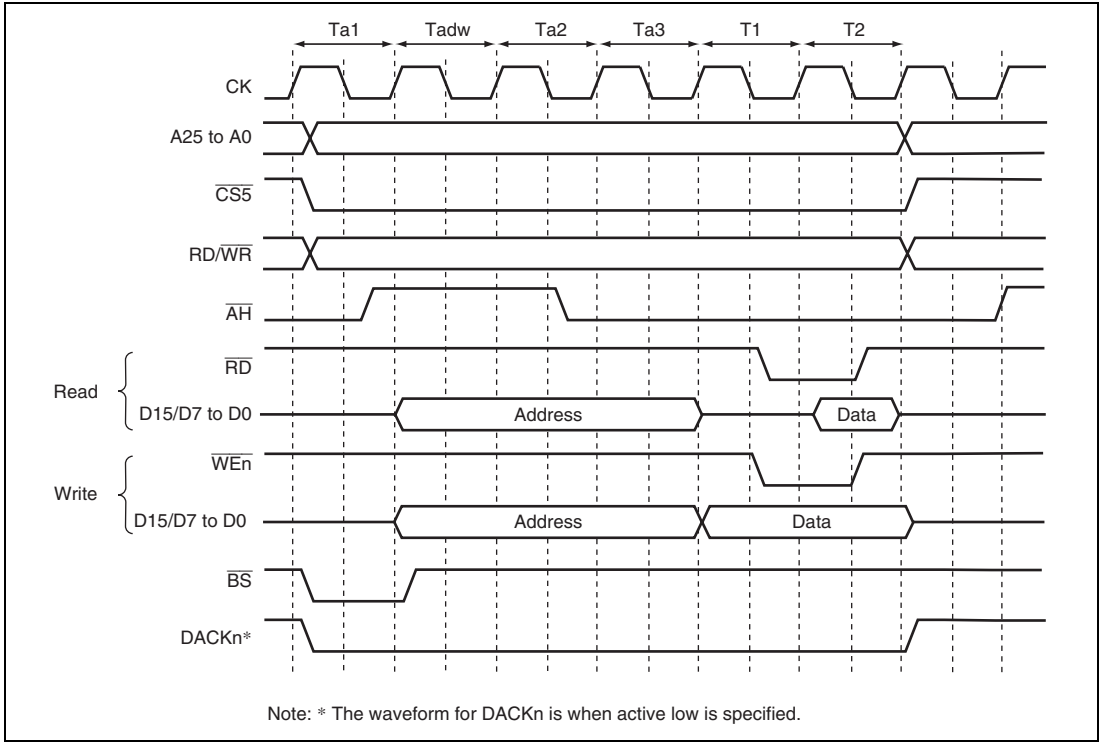 Ta1 Tadw Ta2 Ta3 T1 T2
CK
A25 to A0
CS5
RD/WR
AH
RD
Read
D15/D7 to D0 Address Data
WEn
Write
D15/D7 to D0 Address Data
BS
DACKn*
Note: * The waveform for DACKn is when active low is specified.